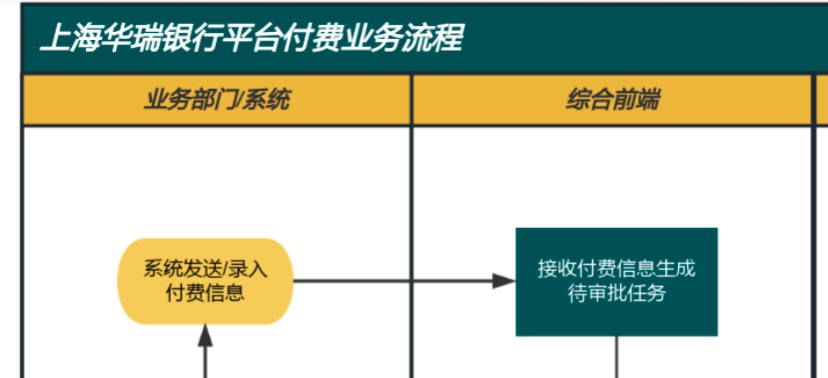 上海华瑞银行平台付费业务流程
业务部门/系统
综合前端
系统发送/录入
付费信息
接收付费信息生成
待审批任务